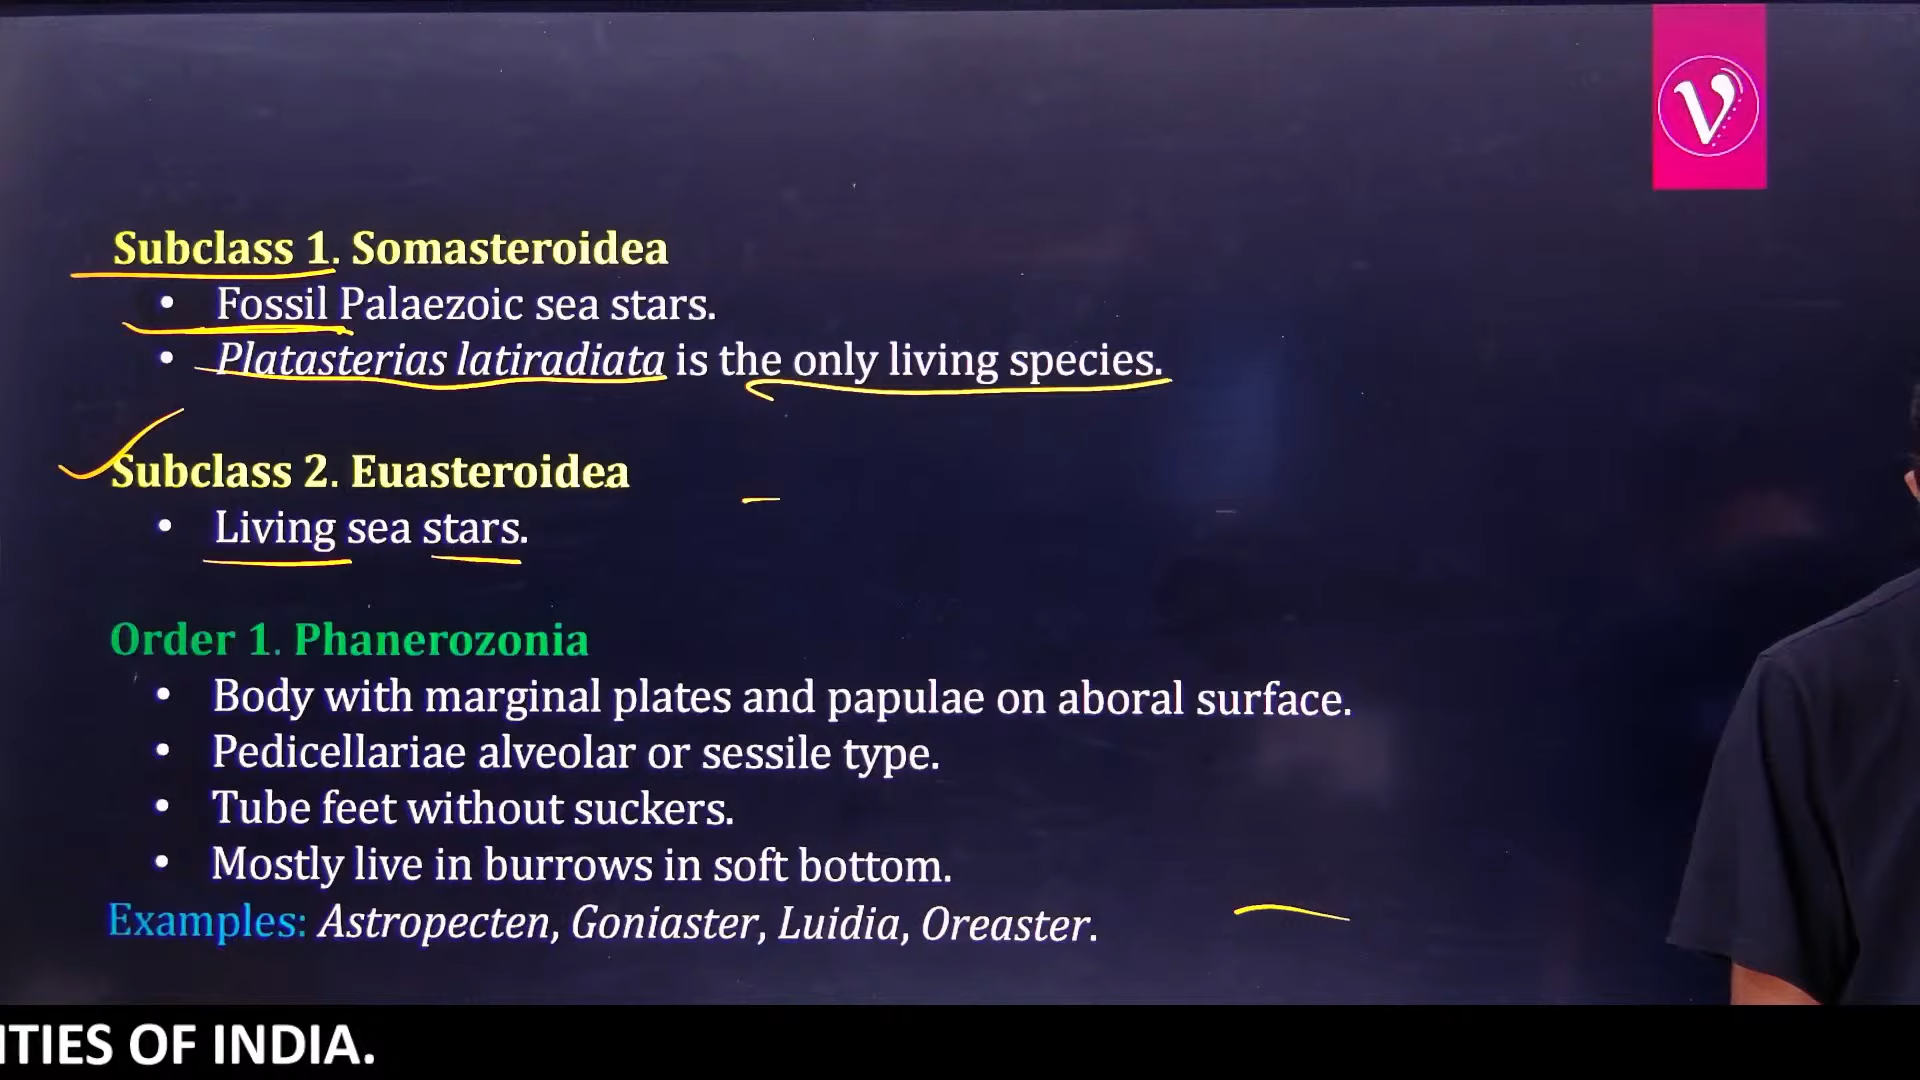 V
Subclass 1. Somasteroidea
• Fossil Palaezoic sea stars.
• Platasterias latiradiata is the only living species.
Subclass 2. Euasteroidea
• Living sea stars.
Order 1. Phanerozonia
• Body with marginal plates and papulae on aboral surface.
• Pedicellariae alveolar or sessile type.
• Tube feet without suckers.
• Mostly live in burrows in soft bottom.
Examples: Astropecten, Goniaster, Luidia, Oreaster.
ITIES OF INDIA.